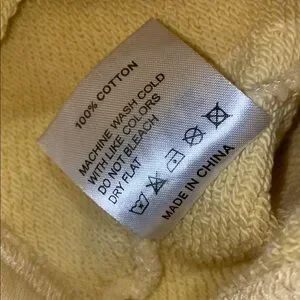 100% COTTON
MACHINE WASH COLD
WITH LIKE COLORS
DO NOT BLEACH
DRY FLAT
MADE IN CHINA